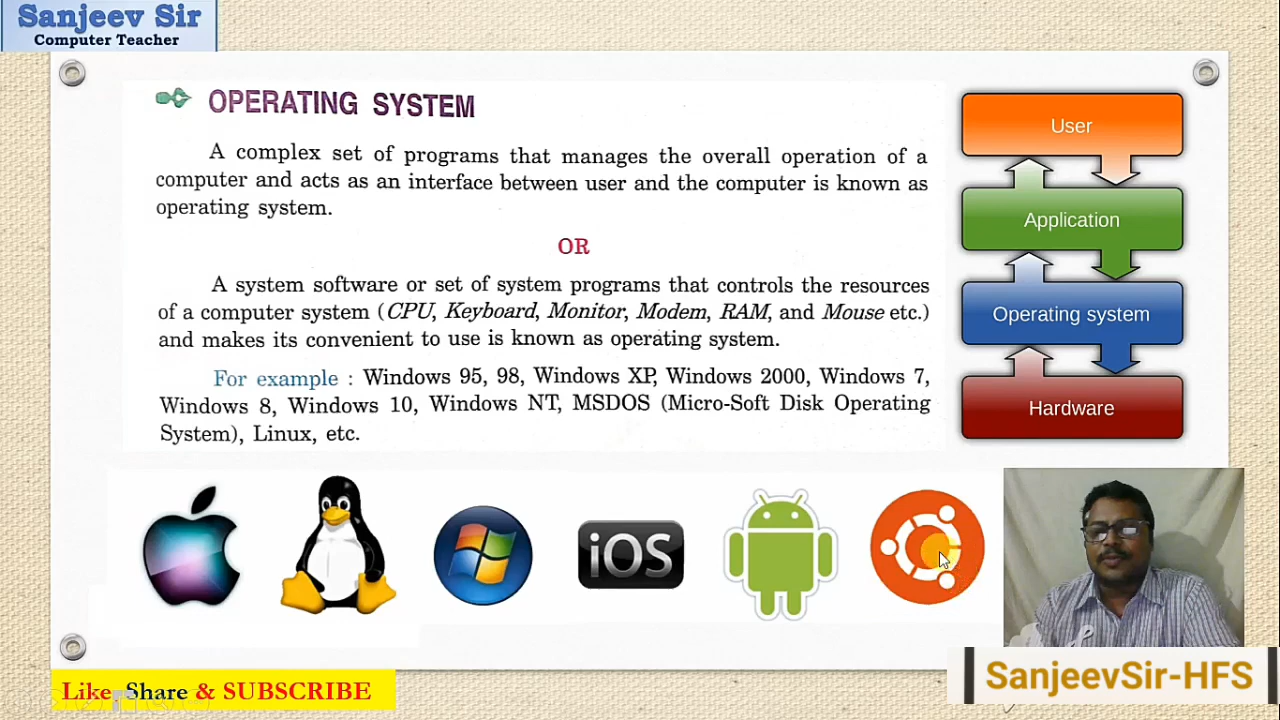 Sanjeev Sir
Computer Teacher
OPERATING SYSTEM
A complex set of programs that manages the overall operation of a
computer and acts as an interface between user and the computer is known as
operating system.
OR
A system software or set of system programs that controls the resources
of a computer system (CPU, Keyboard, Monitor, Modem, RAM, and Mouse etc.)
and makes its convenient to use is known as operating system.
For example : Windows 95, 98, Windows XP, Windows 2000, Windows 7,
Windows 8, Windows 10, Windows NT, MSDOS (Micro-Soft Disk Operating
System), Linux, etc.
User
Application
Operating system
Hardware
iOS
Like, Share & SUBSCRIBE
SanjeevSir-HFS